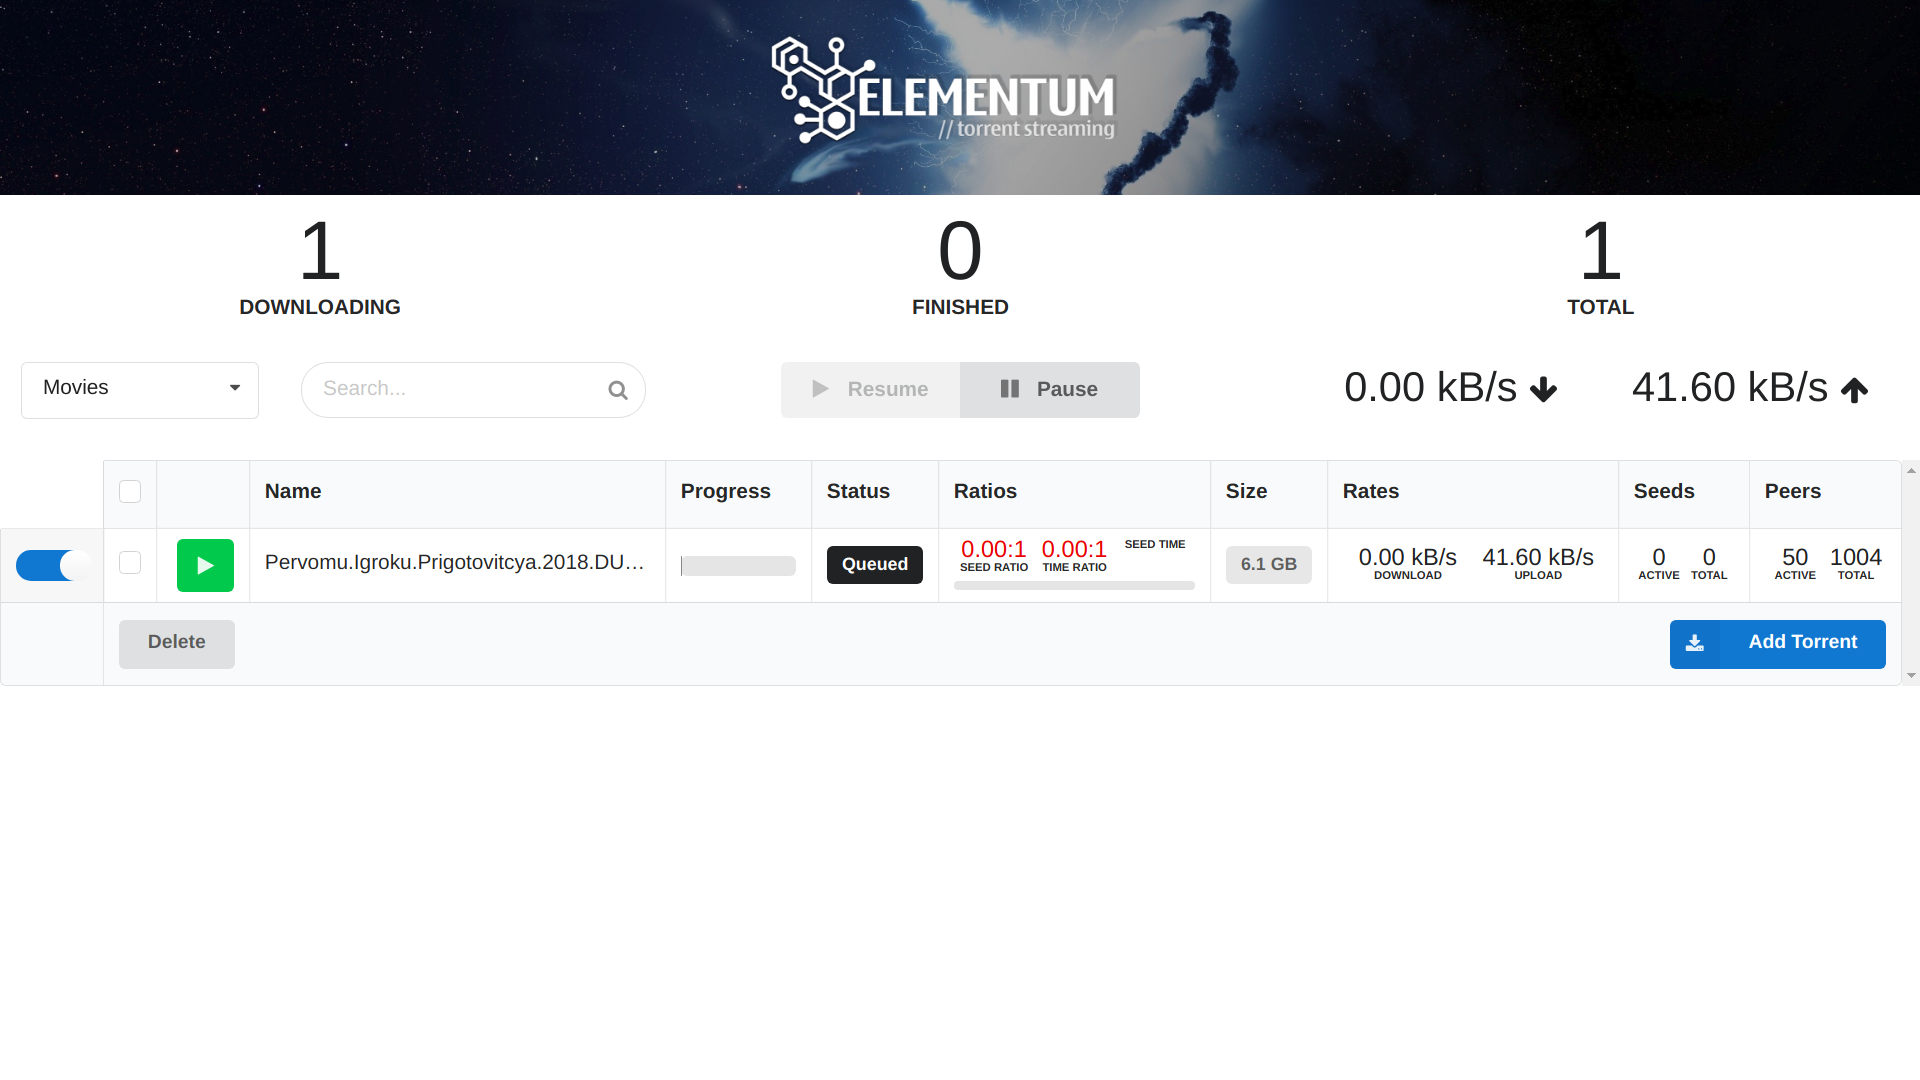 ELEMENTUM
// torrent streaming
1
DOWNLOADING
0
FINISHED
1
TOTAL
Movies
Search...
Resume
Pause
0.00 kB/s
41.60 kB/s
Name Progress Status Ratios Size Rates Seeds Peers
Pervomu.Igroku.Prigotovitcya.2018.DU…
Queued
0.00:1 0.00:1
SEED RATIO TIME RATIO
SEED TIME
6.1 GB
0.00 kB/s 41.60 kB/s
DOWNLOAD UPLOAD
0 0
ACTIVE TOTAL
50 1004
ACTIVE TOTAL
Delete
Add Torrent